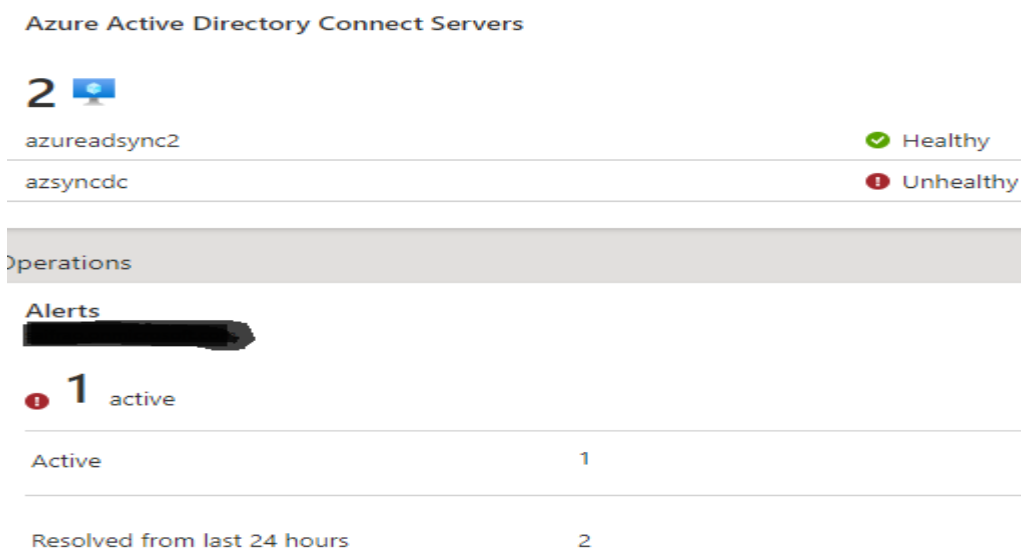 Azure Active Directory Connect Servers
2
azureadsync2 Healthy
azsyncdc Unhealthy
Operations
Alerts
1 active
Active 1
Resolved from last 24 hours 2